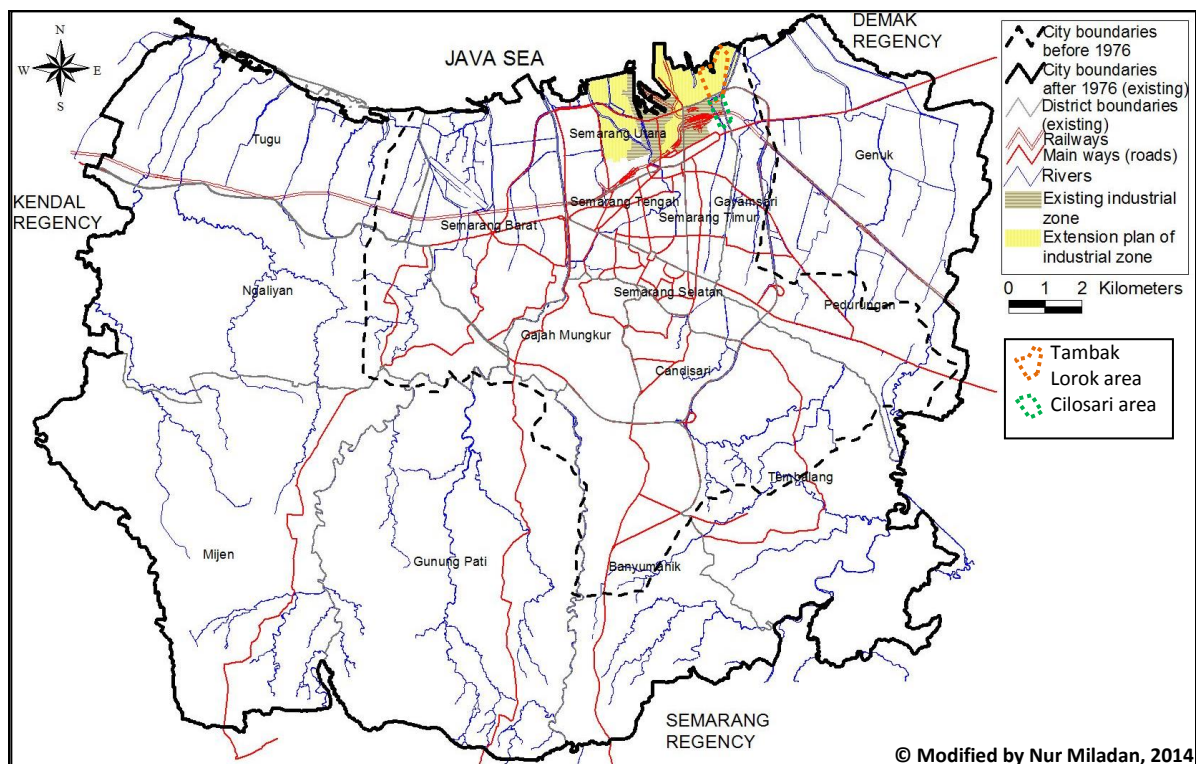 N
W E
S
JAVA SEA
DEMAK
REGENCY
KENDAL
REGENCY
SEMARANG
REGENCY
Tugu
Semarang Utara
Genuk
Semarang Tengah
Gayamsari
Semarang Timur
Semarang Barat
Ngaliyan
Semarang Selatan
Pedurungan
Gajah Mungkur
Candisari
Tembalang
Mijen
Gunung Pati
Banyumanik
City boundaries
before 1976
City boundaries
after 1976 (existing)
District boundaries
(existing)
Railways
Main ways (roads)
Rivers
Existing industrial
zone
Extension plan of
industrial zone
0 1 2 Kilometers
Tambak
Lorok area
Cilosari area
© Modified by Nur Miladan, 2014